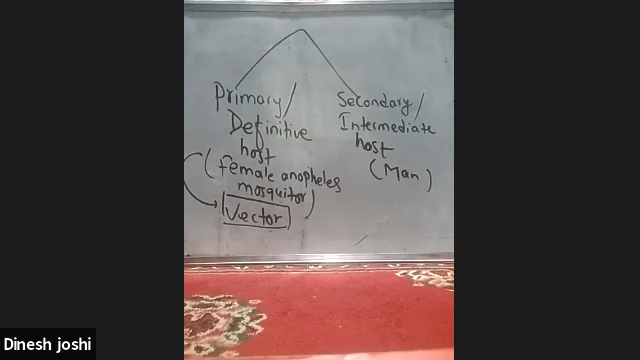 Primary/
Definitive
host
(female anopheles
mosquitor)
Vector
Secondary/
Intermediate
host
(Man)
Dinesh joshi